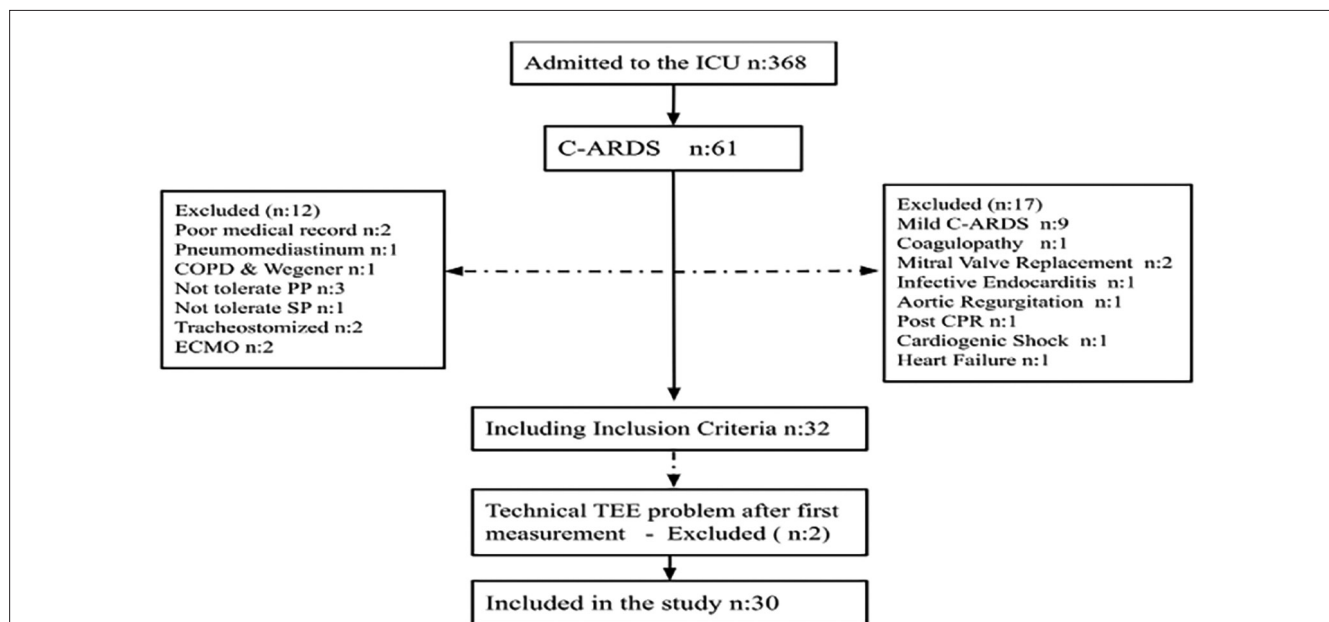 Admitted to the ICU n:368
C-ARDS n:61
Excluded (n:12)
Poor medical record n:2
Pneumomediastinum n:1
COPD & Wegener n:1
Not tolerate PP n:3
Not tolerate SP n:1
Tracheostomized n:2
ECMO n:2
Excluded (n:17)
Mild C-ARDS n:9
Coagulopathy n:1
Mitral Valve Replacement n:2
Infective Endocarditis n:1
Aortic Regurgitation n:1
Post CPR n:1
Cardiogenic Shock n:1
Heart Failure n:1
Including Inclusion Criteria n:32
Technical TEE problem after first
measurement - Excluded ( n:2)
Included in the study n:30